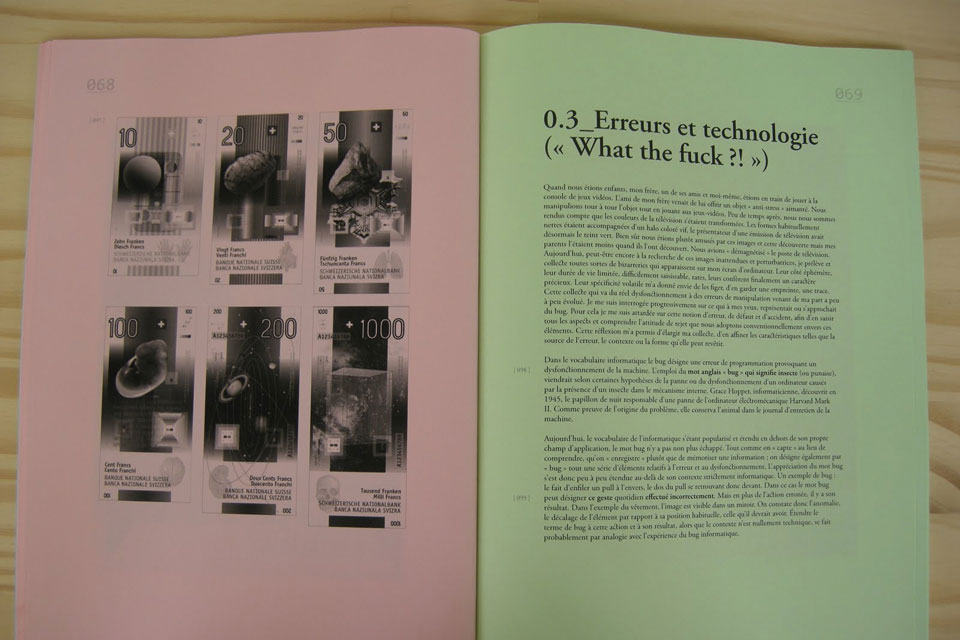 068
10
10
John Franken
Diesch Francs
SCHWEIZERISCHE NATIONALBANK
BANCA NAZIUNALA SVIZRA
10
20
20
Vingt Francs
Venti Franchi
BANQUE NATIONALE SUISSE
BANCA NAZIONALE SVIZZERA
20
50
50
Fünfzig Franken
Tschuncanta Francs
SCHWEIZERISCHE NATIONALBANK
BANCA NAZIUNALA SVIZRA
50
100
100
Cent Francs
Cento Franchi
BANQUE NATIONALE SUISSE
BANCA NAZIONALE SVIZZERA
100
200
200
Doux Cents Francs
Duecento Franchi
BANQUE NATIONALE SUISSE
BANCA NAZIONALE SVIZZERA
200
1000
1000
Tausend Franken
Milli Francs
SCHWEIZERISCHE NATIONALBANK
BANCA NAZIUNALA SVIZRA
1000
069
0.3_Erreurs et technologie
(« What the fuck ?! »)
Quand nous étions enfants, mon frère, un de ses amis et moi-même, étions en train de jouer à la
console de jeux vidéos. L'ami de mon frère venait de lui offrir un objet « anti-stress » aimanté. Nous
manipulions tour à tour l'objet tout en jouant aux jeux-vidéos. Peu de temps après, nous nous sommes
rendus compte que les couleurs de la télévision s'étaient transformées. Les formes habituellement
nettes étaient accompagnées d'un halo coloré vif, le présentateur d'une émission de télévision avait
désormais le teint vert. Bien sûr nous étions plutôt amusés par ces images et cette découverte mais mes
parents l'étaient moins quand ils l'ont découvert. Nous avions « démagnétisé » le poste de télévision.
Aujourd'hui, peut-être encore à la recherche de ces images inattendues et perturbatrices, je prélève et
collecte toutes sortes de bizarreries qui apparaissent sur mon écran d'ordinateur. Leur côté éphémère,
leur durée de vie limitée, difficilement saisissable, rares, leurs confèrent finalement un caractère
précieux. Leur spécificité volatile m'a donné envie de les figer, d'en garder une empreinte, une trace.
Cette collecte qui va du réel dysfonctionnement à des erreurs de manipulation venant de ma part a peu
à peu évolué. Je me suis interrogée progressivement sur ce qui à mes yeux, représentait ou s'approchait
du bug. Pour cela je me suis attardée sur cette notion d'erreur, de défaut et d'accident, afin d'en saisir
tous les aspects et comprendre l'attitude de rejet que nous adoptons conventionnellement envers ces
éléments. Cette réflexion m'a permis d'élargir ma collecte, d'en affiner les caractéristiques telles que la
source de l'erreur, le contexte ou la forme qu'elle peut revêtir.
[098]
Dans le vocabulaire informatique le bug désigne une erreur de programmation provoquant un
dysfonctionnement de la machine. L'emploi du mot anglais « bug » qui signifie insecte (ou punaise),
viendrait selon certaines hypothèses de la panne ou du dysfonctionnement d'un ordinateur causés
par la présence d'un insecte dans le mécanisme interne. Grace Hopper, informaticienne, découvrit en
1945, le papillon de nuit responsable d'une panne de l'ordinateur électromécanique Harvard Mark
II. Comme preuve de l'origine du problème, elle conserva l'animal dans le journal d'entretien de la
machine.
Aujourd'hui, le vocabulaire de l'informatique s'étant popularisé et étendu en dehors de son propre
champ d'application, le mot bug n'y a pas non plus échappé. Tout comme on « capte » au lieu de
comprendre, qu'on « enregistre » plutôt que de mémoriser une information ; on désigne également par
« bug » tout une série d'éléments relatifs à l'erreur et au dysfonctionnement. L'appréciation du mot bug
s'est donc peu à peu étendue au-delà de son contexte strictement informatique. Un exemple de bug :
le fait d'enfiler un pull à l'envers, le dos du pull se retrouvant donc devant. Dans ce cas le mot bug
[099]
peut désigner ce geste quotidien effectué incorrectement. Mais en plus de l'action erronée, il y a son
résultat. Dans l'exemple du vêtement, l'image est visible dans un miroir. On constate donc l'anomalie,
le décalage de l'élément par rapport à sa position habituelle, celle qu'il devrait avoir. Étendre le
terme de bug à cette action et à son résultat, alors que le contexte n'est nullement technique, se fait
probablement par analogie avec l'expérience du bug informatique.